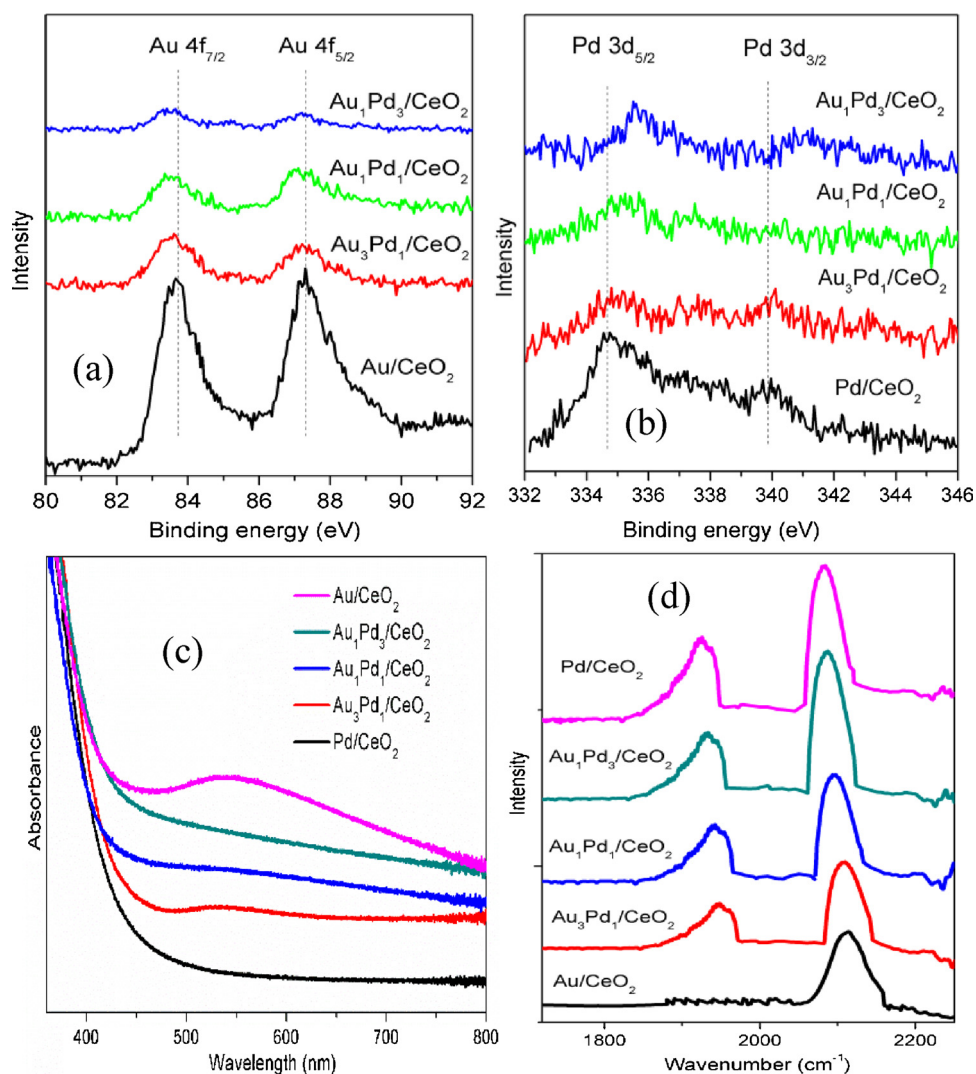 Au 4f₇/₂ Au 4f₅/₂
Au₁Pd₃/CeO₂
Au₁Pd₁/CeO₂
Au₃Pd₁/CeO₂
Au/CeO₂
(a)
Intensity
80 82 84 86 88 90 92
Binding energy (eV)
Pd 3d₅/₂ Pd 3d₃/₂
Au₁Pd₃/CeO₂
Au₁Pd₁/CeO₂
Au₃Pd₁/CeO₂
Pd/CeO₂
(b)
Intensity
332 334 336 338 340 342 344 346
Binding energy (eV)
Au/CeO₂
Au₁Pd₃/CeO₂
Au₁Pd₁/CeO₂
Au₃Pd₁/CeO₂
Pd/CeO₂
(c)
Absorbance
400 500 600 700 800
Wavelength (nm)
(d)
Pd/CeO₂
Au₁Pd₃/CeO₂
Au₁Pd₁/CeO₂
Au₃Pd₁/CeO₂
Au/CeO₂
Intensity
1800 2000 2200
Wavenumber (cm⁻¹)